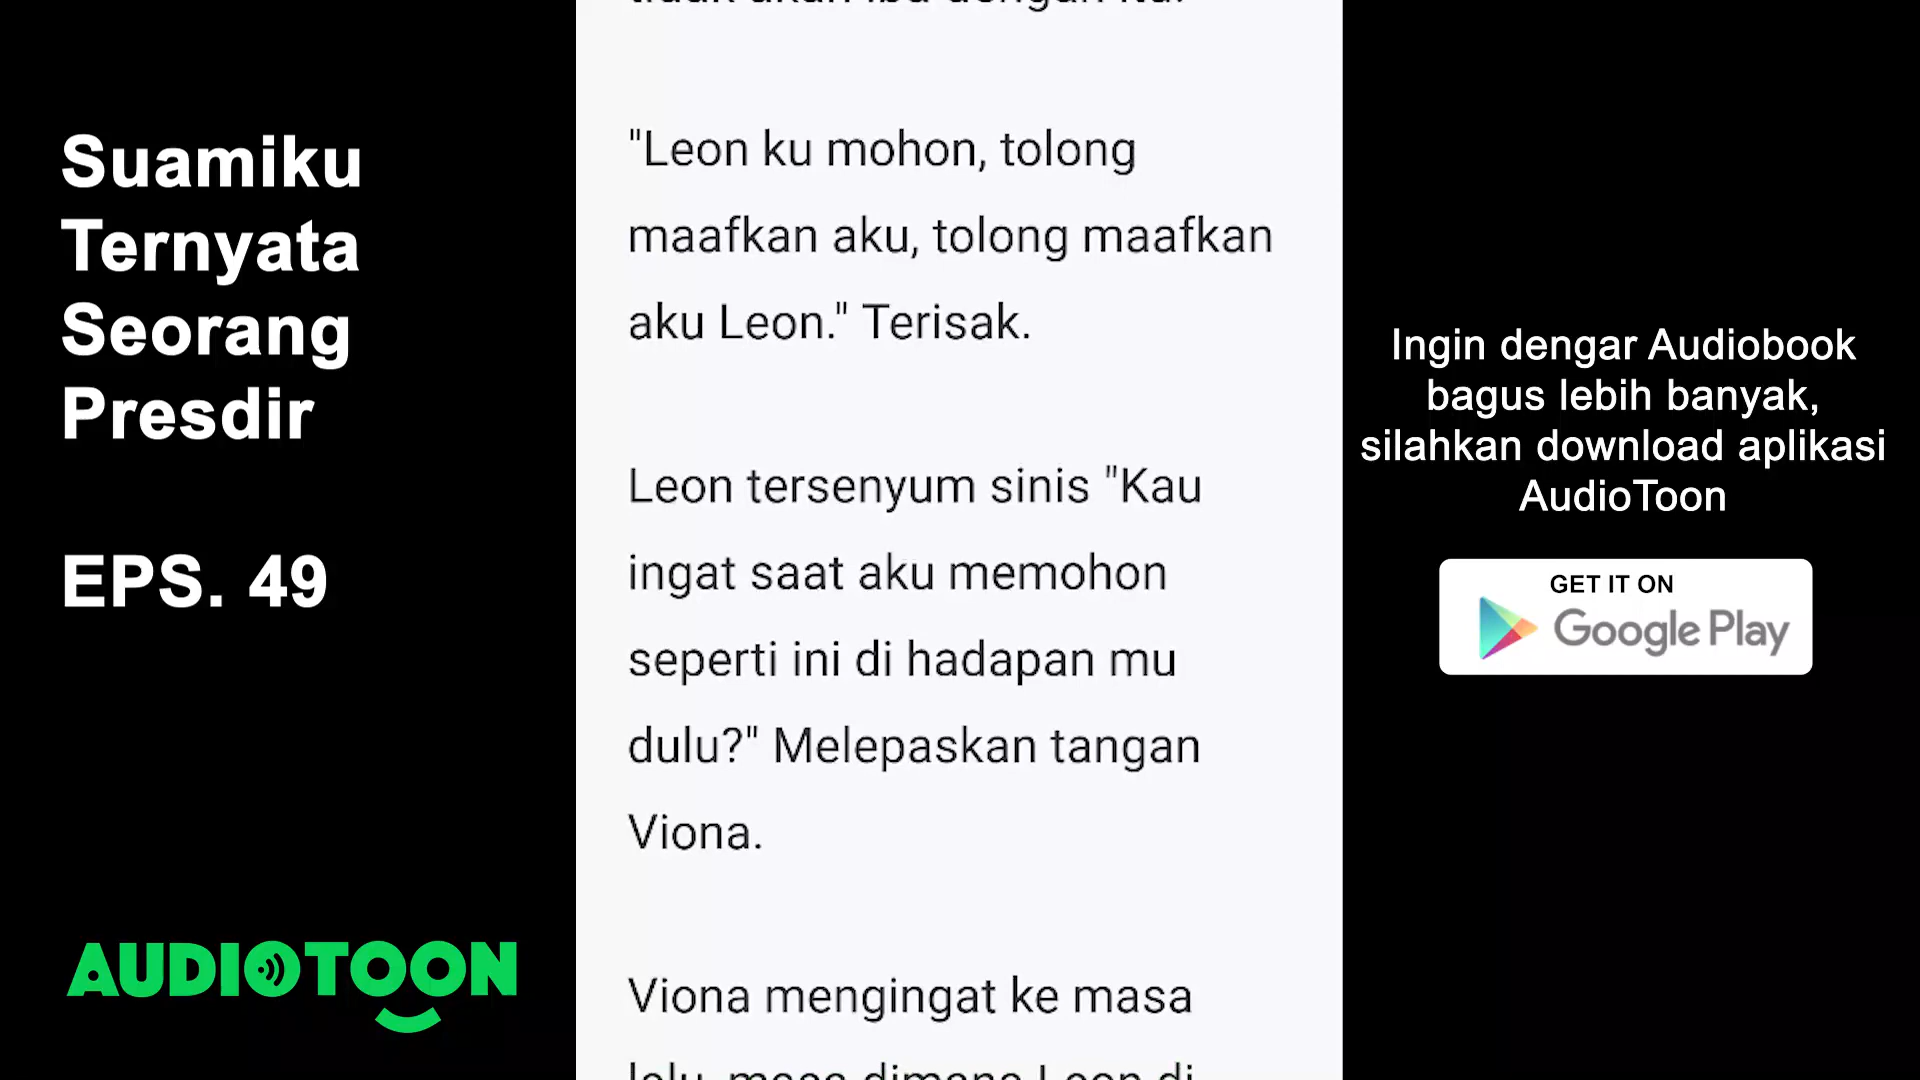 Suamiku
Ternyata
Seorang
Presdir
EPS. 49
AUDIOTOON
"Leon ku mohon, tolong
maafkan aku, tolong maafkan
aku Leon." Terisak.
Leon tersenyum sinis "Kau
ingat saat aku memohon
seperti ini di hadapan mu
dulu?" Melepaskan tangan
Viona.
Viona mengingat ke masa
Ingin dengar Audiobook
bagus lebih banyak,
silahkan download aplikasi
AudioToon
GET IT ON
Google Play